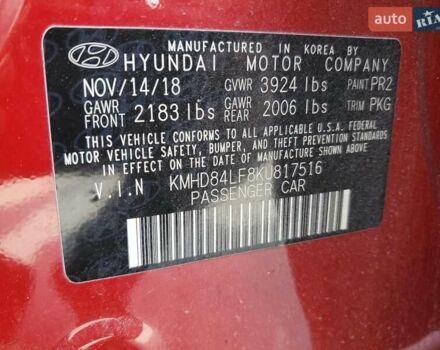 auto RIA
MANUFACTURED IN KOREA BY
HYUNDAI MOTOR COMPANY
NOV/14/18 GVWR 3924 lbs PAINT PR2
GAWR FRONT 2183 lbs GAWR REAR 2006 lbs TRIM PKG
THIS VEHICLE CONFORMS TO ALL APPLICABLE U.S.A. FEDERAL
MOTOR VEHICLE SAFETY, BUMPER, AND THEFT PREVENTION STANDARDS
IN EFFECT ON THE DATE OF MANUFACTURE SHOWN ABOVE.
V.I.N KMHD84LF8KU817516
PASSENGER CAR